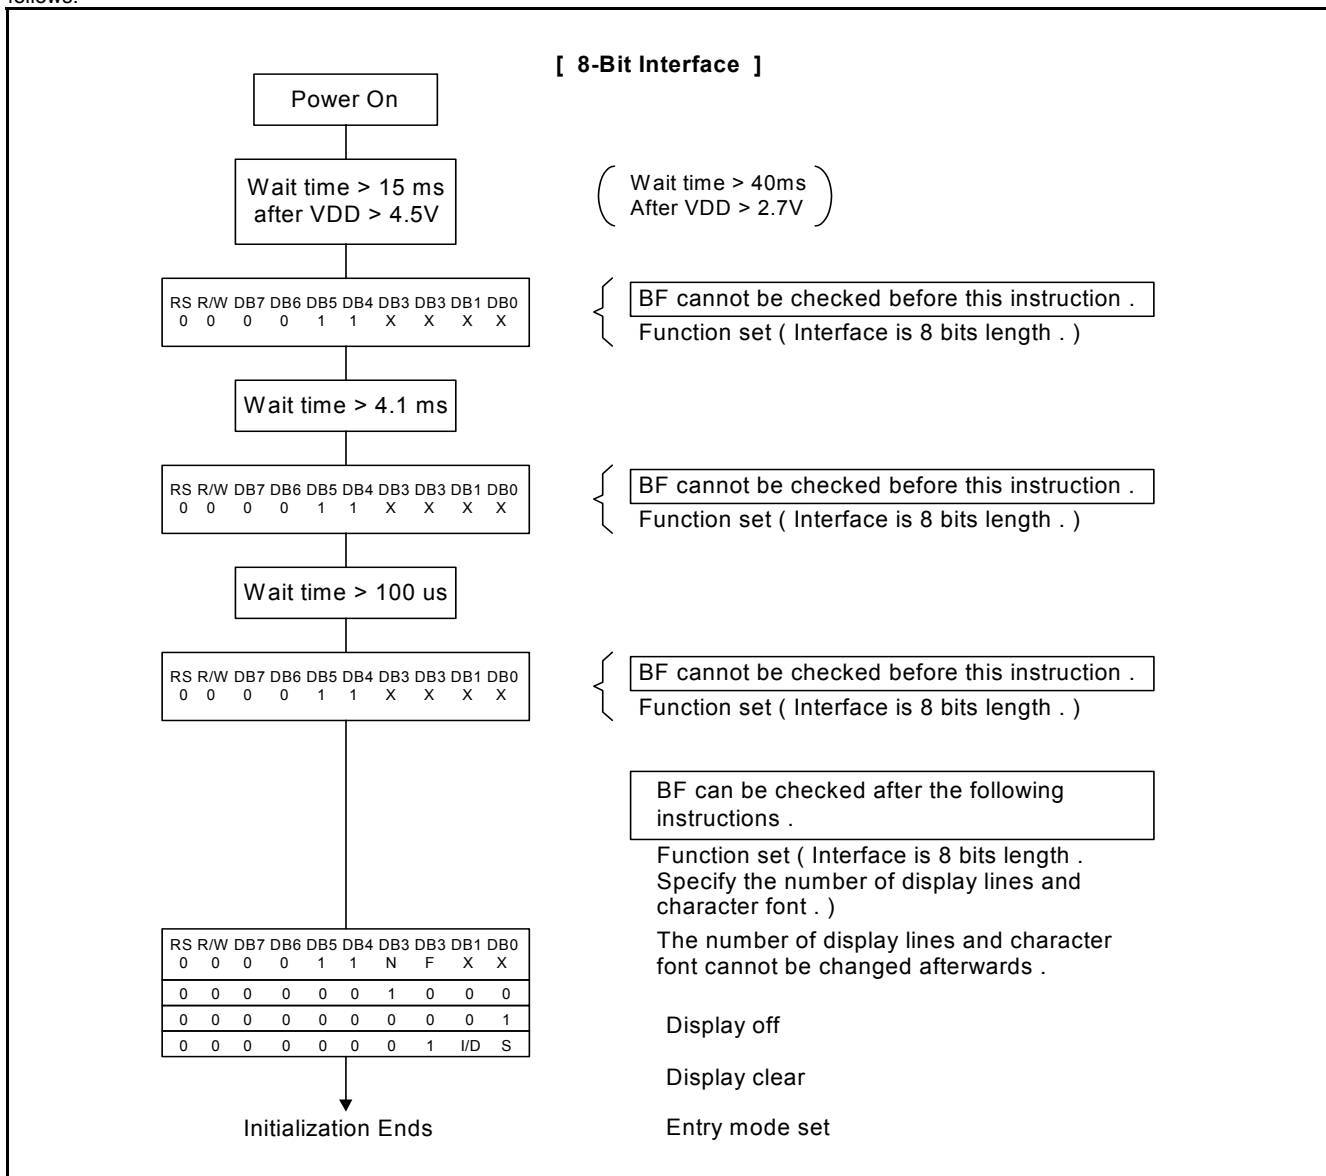 follows:
[ 8-Bit Interface ]
Power On
Wait time > 15 ms
after VDD > 4.5V
Wait time > 40ms
After VDD > 2.7V
RS R/W DB7 DB6 DB5 DB4 DB3 DB3 DB1 DB0
0 0 0 0 1 1 X X X X
BF cannot be checked before this instruction .
Function set ( Interface is 8 bits length . )
Wait time > 4.1 ms
RS R/W DB7 DB6 DB5 DB4 DB3 DB3 DB1 DB0
0 0 0 0 1 1 X X X X
BF cannot be checked before this instruction .
Function set ( Interface is 8 bits length . )
Wait time > 100 us
RS R/W DB7 DB6 DB5 DB4 DB3 DB3 DB1 DB0
0 0 0 0 1 1 X X X X
BF cannot be checked before this instruction .
Function set ( Interface is 8 bits length . )
BF can be checked after the following
instructions .
Function set ( Interface is 8 bits length .
Specify the number of display lines and
character font . )
The number of display lines and character
font cannot be changed afterwards .
RS R/W DB7 DB6 DB5 DB4 DB3 DB3 DB1 DB0
0 0 0 0 1 1 N F X X
0 0 0 0 0 0 1 0 0 0
0 0 0 0 0 0 0 0 0 1
0 0 0 0 0 0 0 1 I/D S
Display off
Display clear
Entry mode set
Initialization Ends